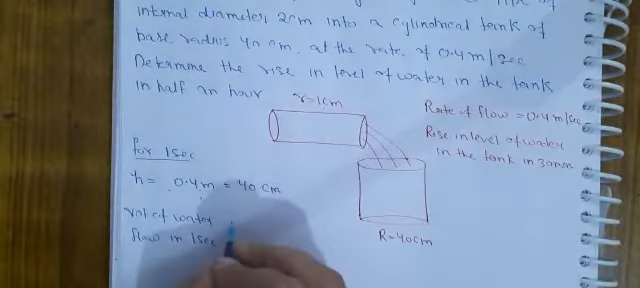 internal diameter 2cm into a cylindrical tank of
base radius 40 cm, at the rate of 0.4 m/sec
Determine the rise in level of water in the tank
in half an hour
r=1cm
Rate of flow = 0.4 m/sec
Rise in level of water
in the tank in 30min
for 1sec
h = 0.4m = 40 cm
vol of water
flow in 1sec
R=40cm